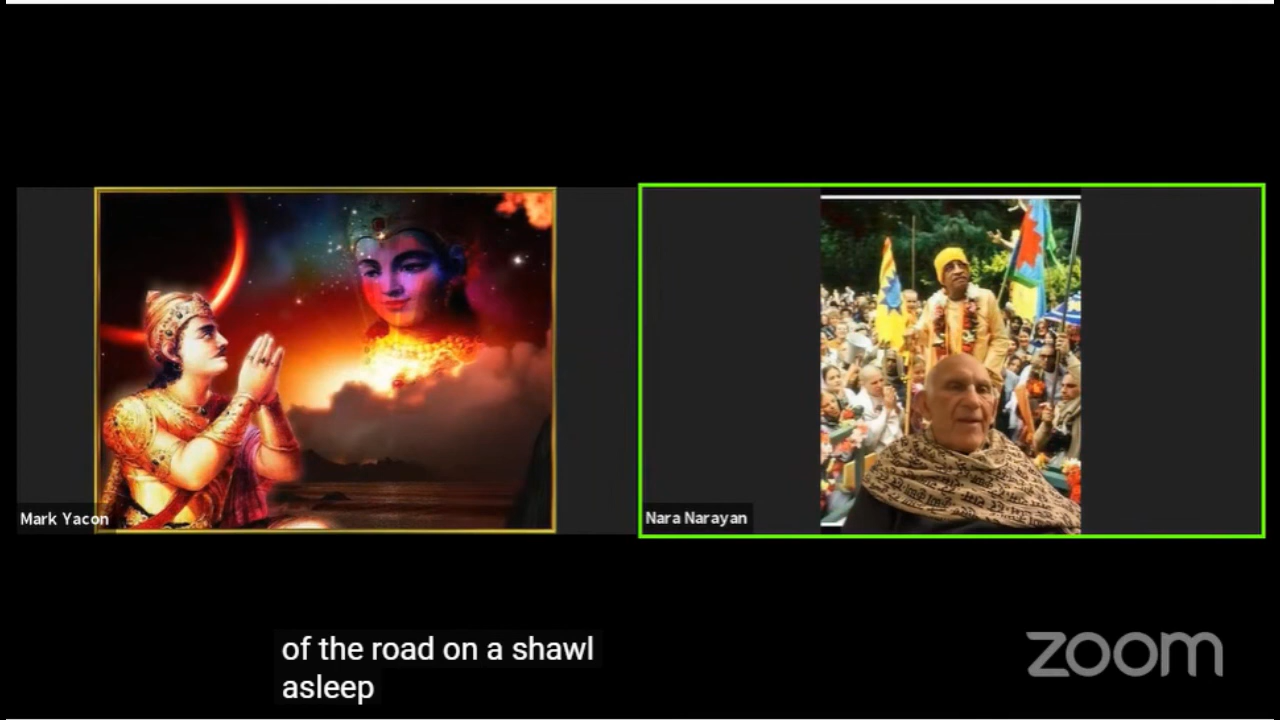 Mark Yacon
Nara Narayan
of the road on a shawl
asleep
zoom